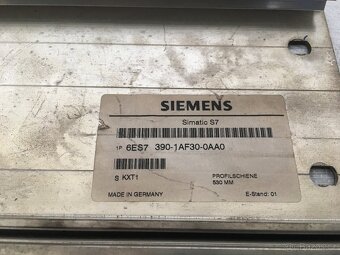 SIEMENS
Simatic S7
1P 6ES7 390-1AF30-0AA0
S KXT1
PROFILSCHIENE
530 MM
MADE IN GERMANY
E-Stand: 01